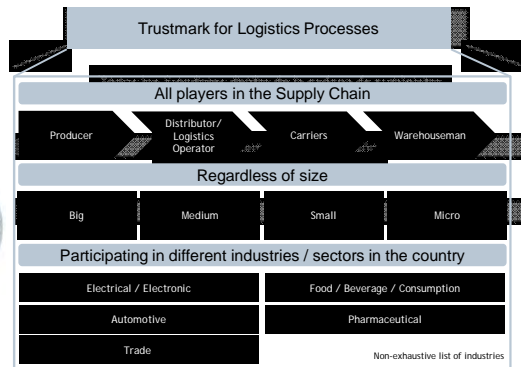 Trustmark for Logistics Processes
All players in the Supply Chain
Producer
Distributor/
Logistics
Operator
Carriers
Warehouseman
Regardless of size
Big
Medium
Small
Micro
Participating in different industries / sectors in the country
Electrical / Electronic
Food / Beverage / Consumption
Automotive
Pharmaceutical
Trade
Non-exhaustive list of industries